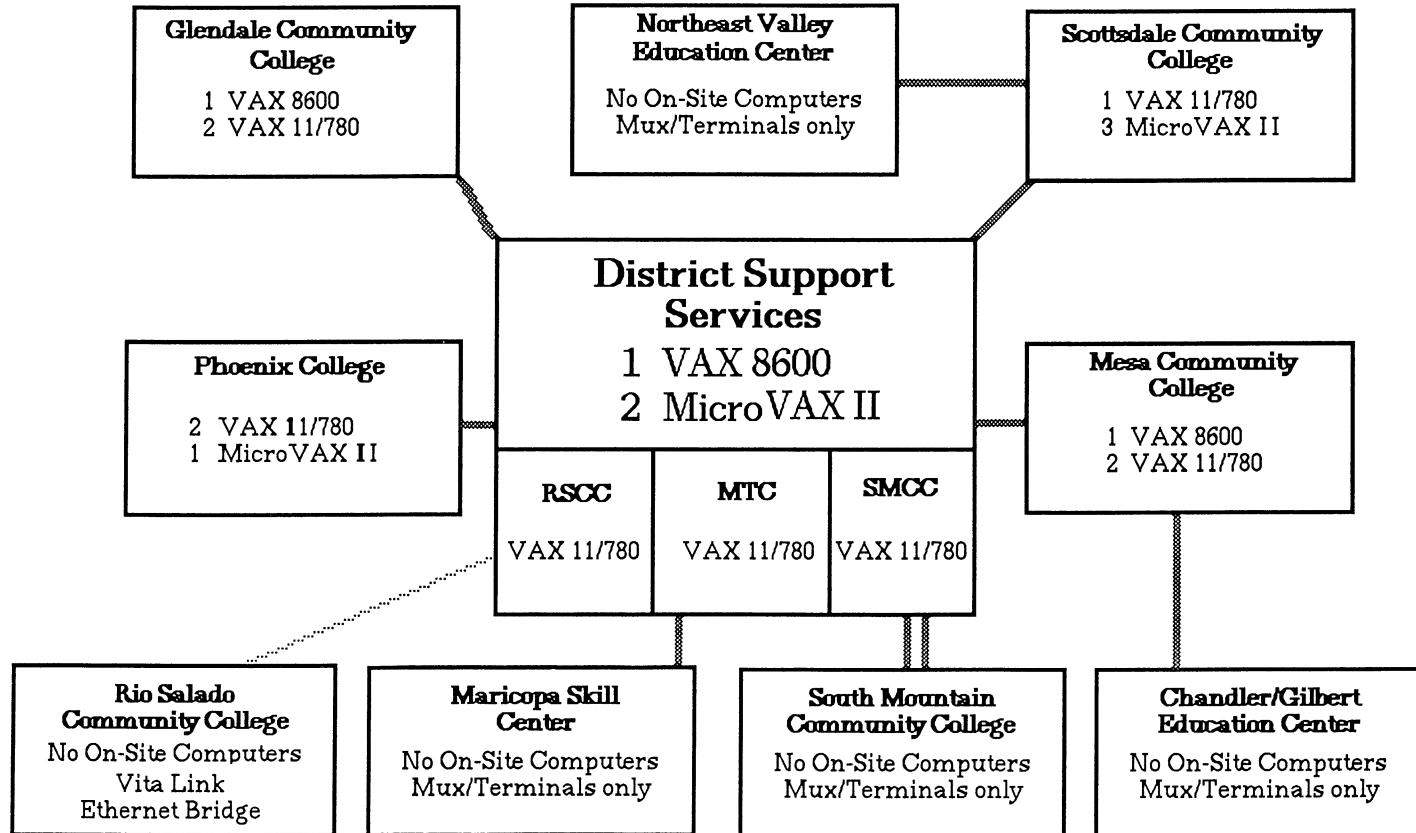 Glendale Community
College
1 VAX 8600
2 VAX 11/780
Northeast Valley
Education Center
No On-Site Computers
Mux/Terminals only
Scottsdale Community
College
1 VAX 11/780
3 MicroVAX II
District Support
Services
1 VAX 8600
2 MicroVAX II
Phoenix College
2 VAX 11/780
1 MicroVAX II
Mesa Community
College
1 VAX 8600
2 VAX 11/780
RSCC
VAX 11/780
MTC
VAX 11/780
SMCC
VAX 11/780
Rio Salado
Community College
No On-Site Computers
Vita Link
Ethernet Bridge
Maricopa Skill
Center
No On-Site Computers
Mux/Terminals only
South Mountain
Community College
No On-Site Computers
Mux/Terminals only
Chandler/Gilbert
Education Center
No On-Site Computers
Mux/Terminals only